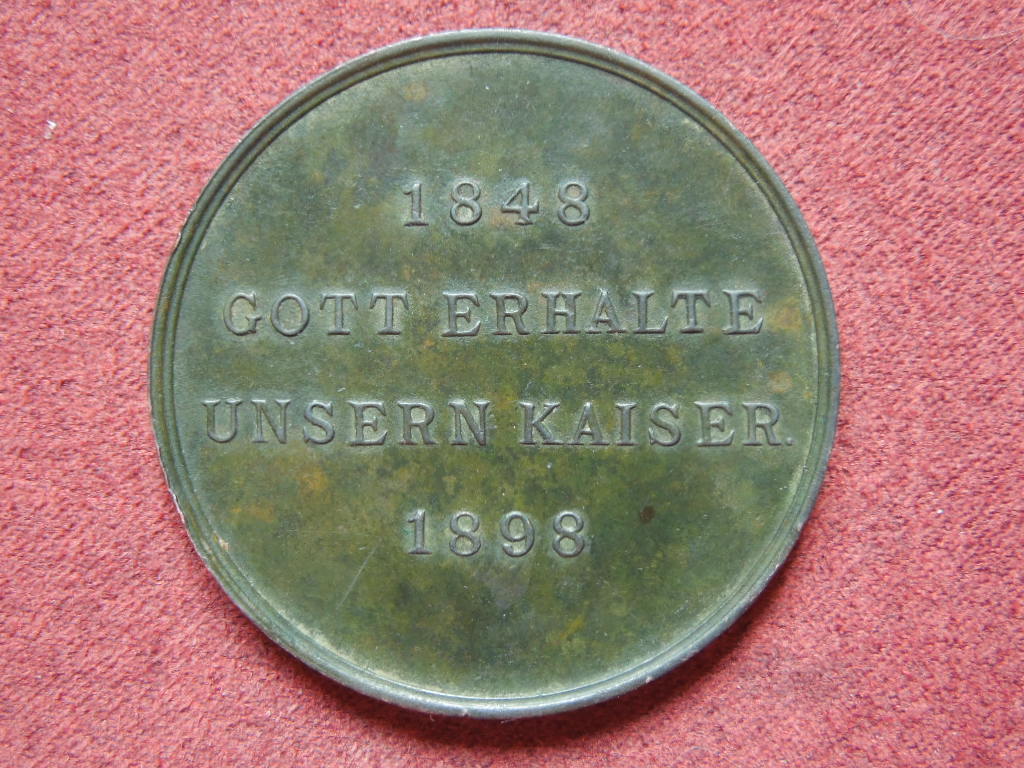 1848
GOTT ERHALTE
UNSERN KAISER.
1898